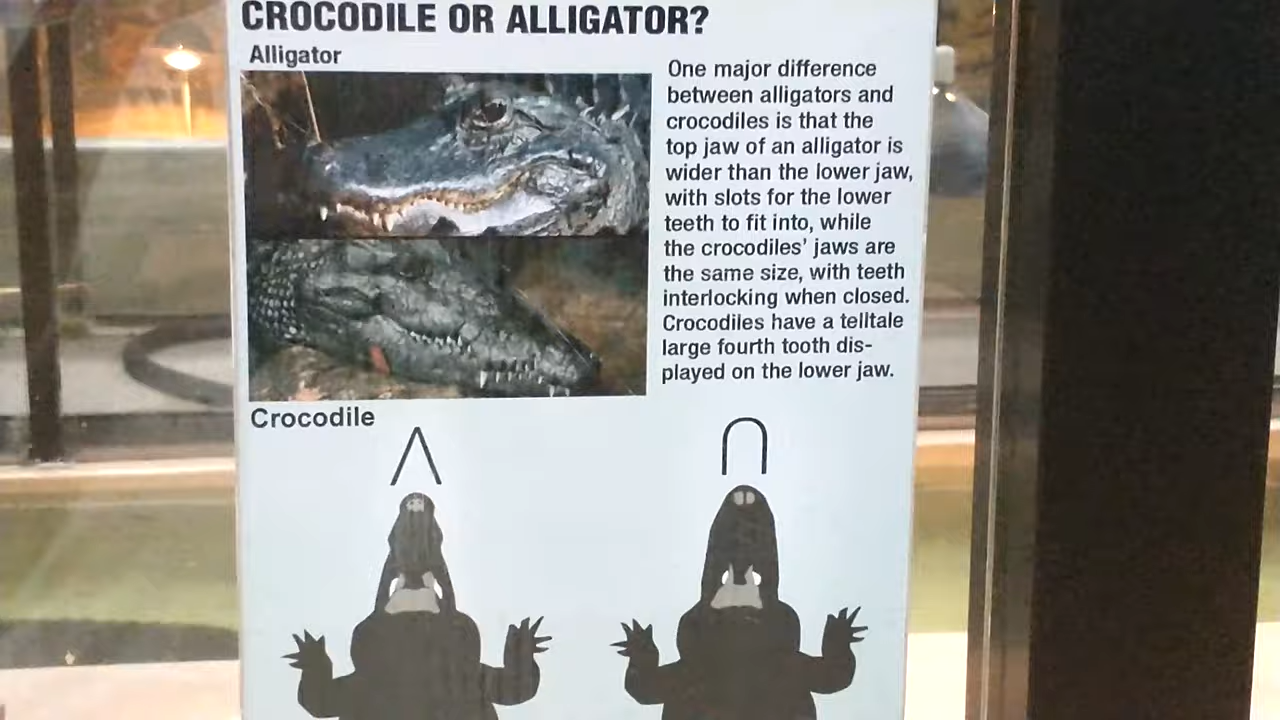 CROCODILE OR ALLIGATOR?
Alligator
One major difference
between alligators and
crocodiles is that the
top jaw of an alligator is
wider than the lower jaw,
with slots for the lower
teeth to fit into, while
the crocodiles' jaws are
the same size, with teeth
interlocking when closed.
Crocodiles have a telltale
large fourth tooth dis-
played on the lower jaw.
Crocodile